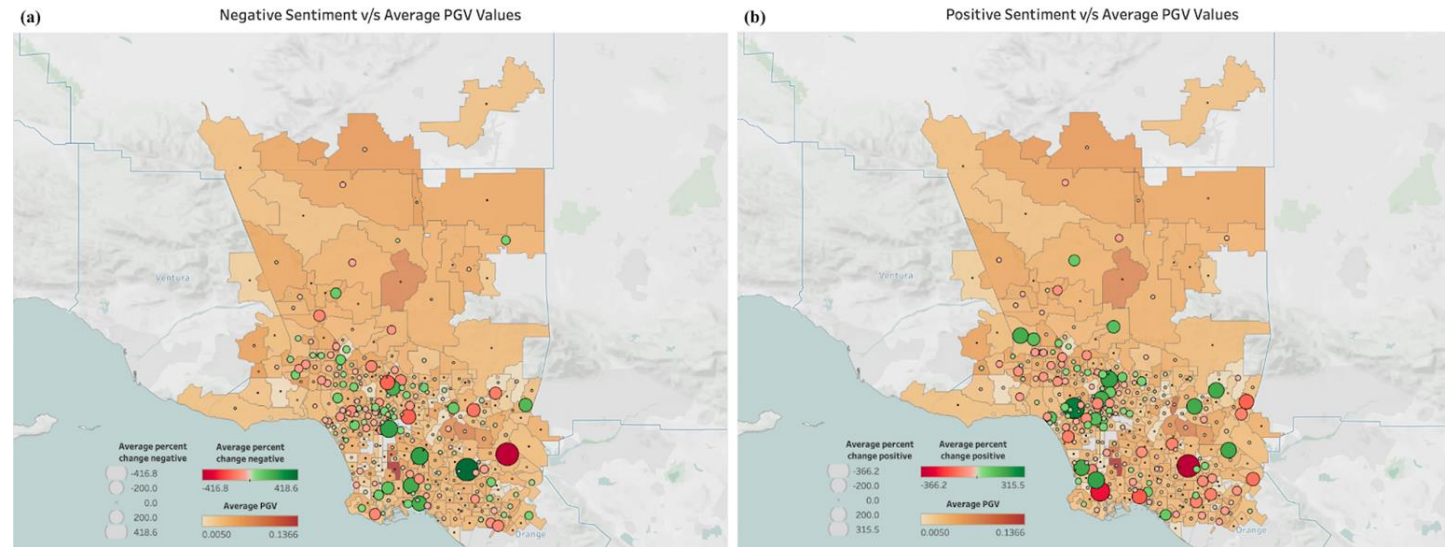 (a)
Negative Sentiment v/s Average PGV Values
Ventura
Average percent change negative
-416.8
-200.0
0.0
200.0
418.6
Average percent change negative
-416.8 418.6
Average PGV
0.0050 0.1366
Orange
(b)
Positive Sentiment v/s Average PGV Values
Ventura
Average percent change positive
-366.2
-200.0
0.0
200.0
315.5
Average percent change positive
-366.2 315.5
Average PGV
0.0050 0.1366
Orange